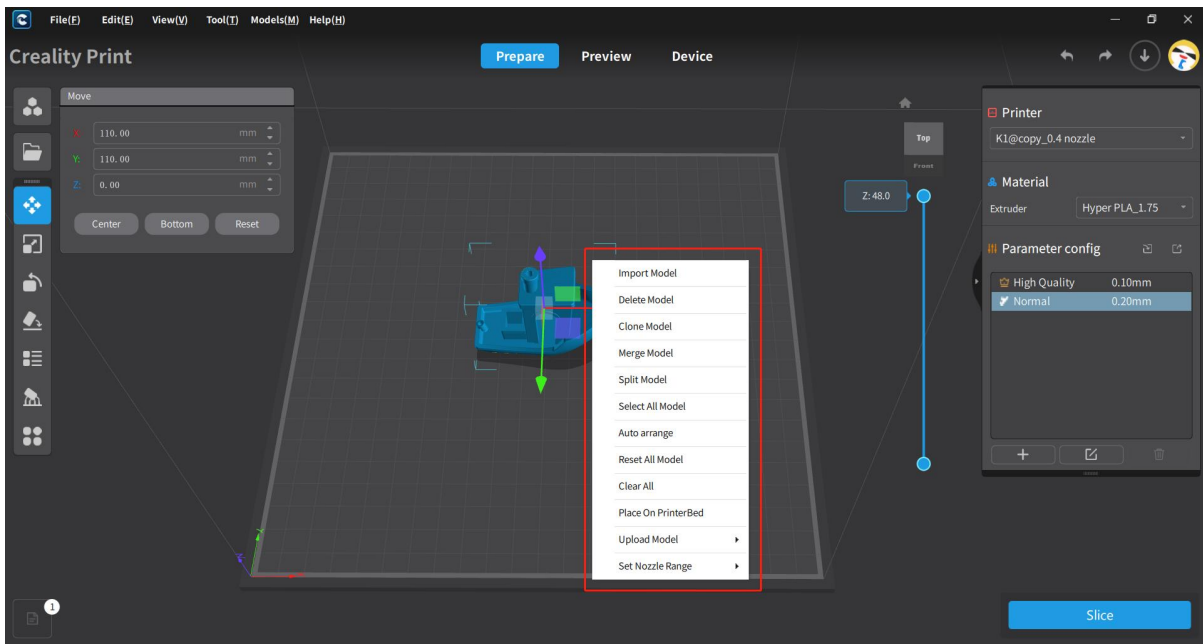 File(F) Edit(E) View(V) Tool(T) Models(M) Help(H)
Creality Print
Prepare Preview Device
Move
X: 110.00 mm
Y: 110.00 mm
Z: 0.00 mm
Center Bottom Reset
Top
Front
Z: 48.0
Import Model
Delete Model
Clone Model
Merge Model
Split Model
Select All Model
Auto arrange
Reset All Model
Clear All
Place On PrinterBed
Upload Model
Set Nozzle Range
Printer
K1@copy_0.4 nozzle
Material
Extruder Hyper PLA_1.75
Parameter config
High Quality 0.10mm
Normal 0.20mm
1
Slice